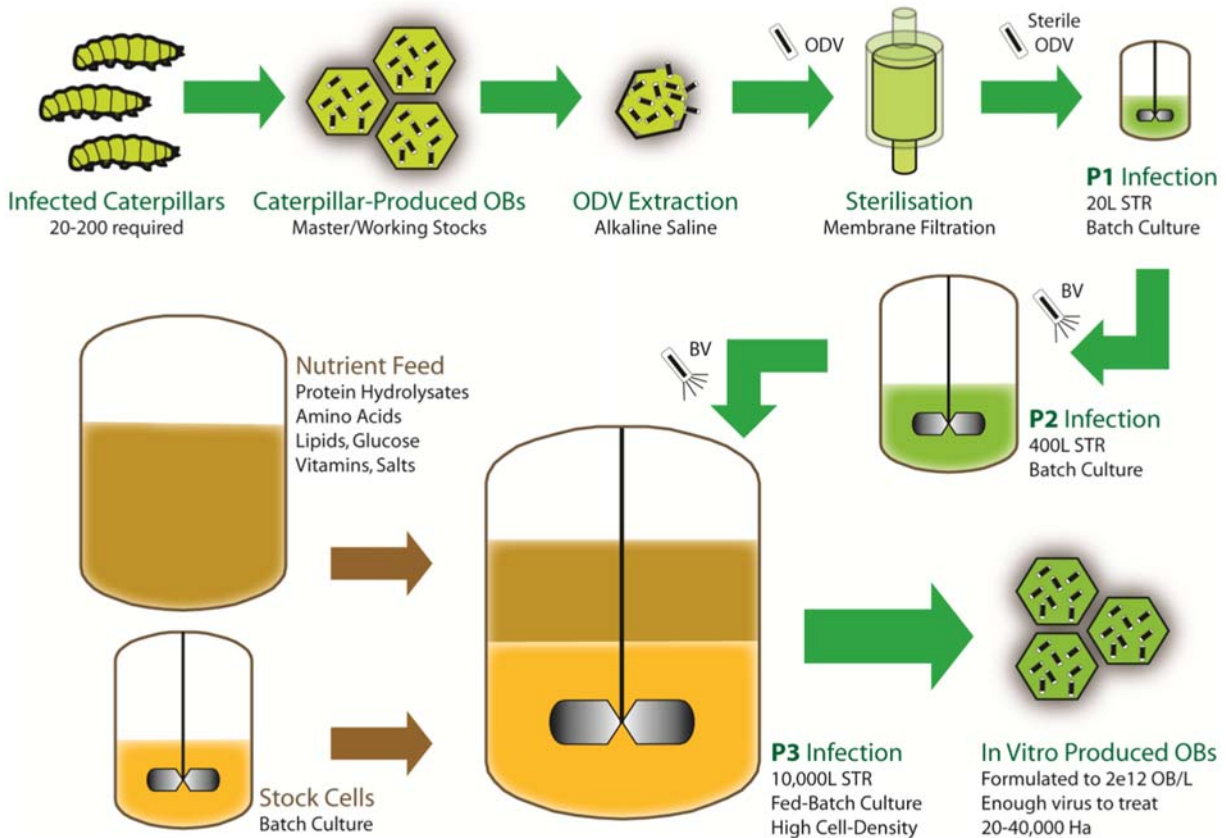 ODV
Sterile
ODV
Infected Caterpillars
20-200 required
Caterpillar-Produced OBs
Master/Working Stocks
ODV Extraction
Alkaline Saline
Sterilisation
Membrane Filtration
P1 Infection
20L STR
Batch Culture
BV
BV
P2 Infection
400L STR
Batch Culture
Nutrient Feed
Protein Hydrolysates
Amino Acids
Lipids, Glucose
Vitamins, Salts
Stock Cells
Batch Culture
P3 Infection
10,000L STR
Fed-Batch Culture
High Cell-Density
In Vitro Produced OBs
Formulated to 2e12 OB/L
Enough virus to treat
20-40,000 Ha